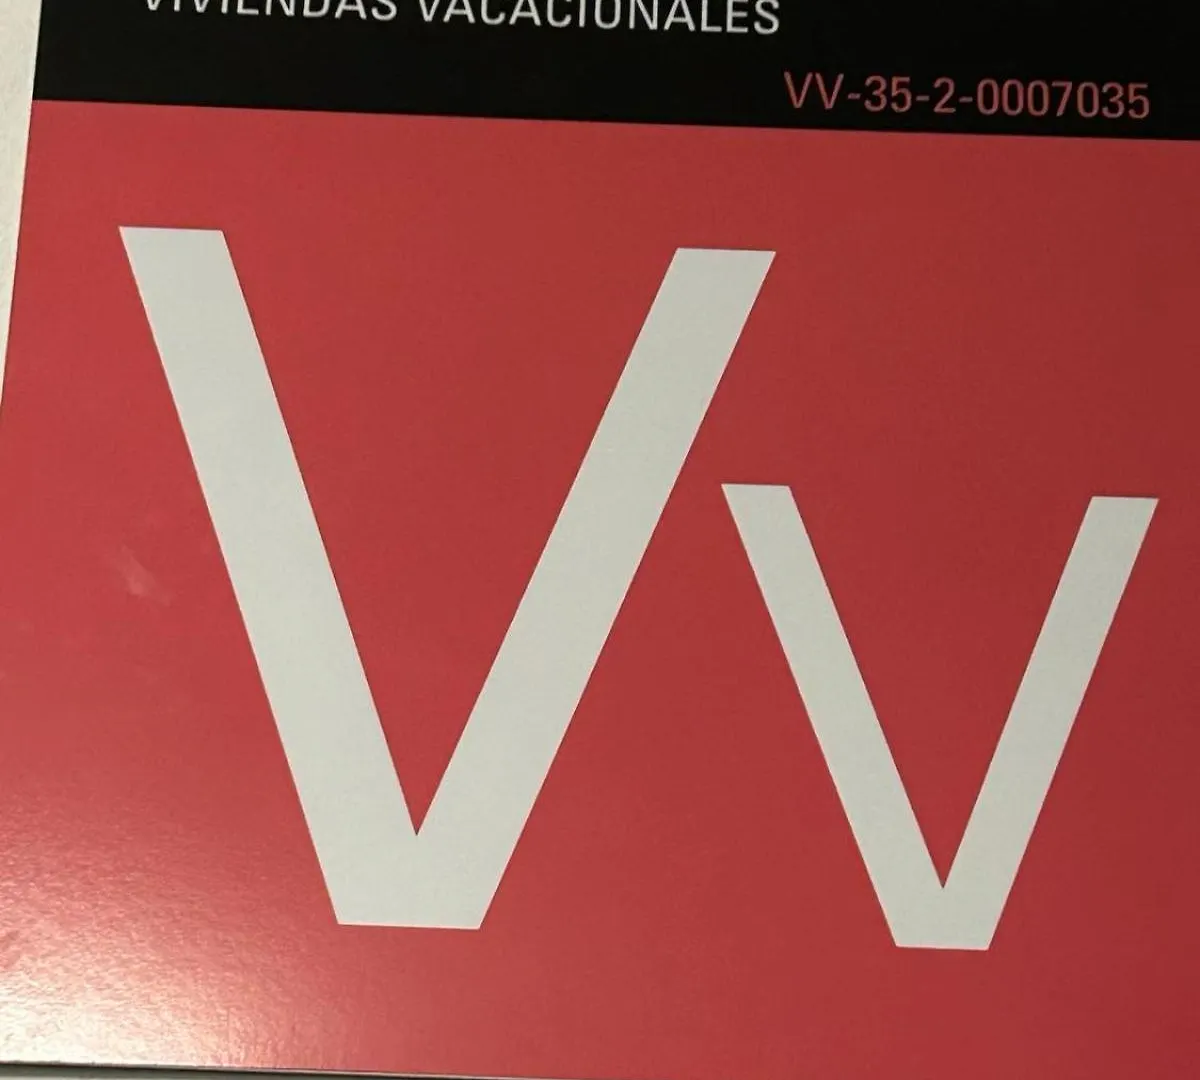 VIVIENDAS VACACIONALES
VV-35-2-0007035
Vv